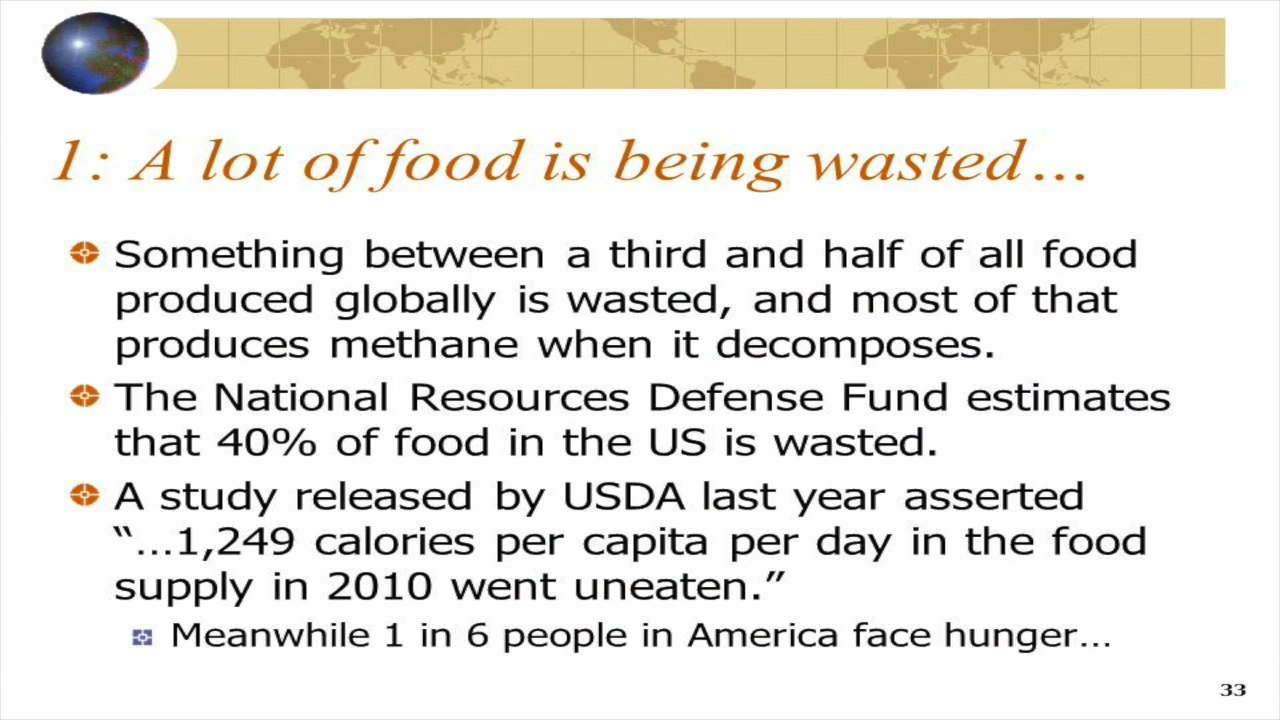 1: A lot of food is being wasted…
Something between a third and half of all food
produced globally is wasted, and most of that
produces methane when it decomposes.
The National Resources Defense Fund estimates
that 40% of food in the US is wasted.
A study released by USDA last year asserted
“…1,249 calories per capita per day in the food
supply in 2010 went uneaten.”
Meanwhile 1 in 6 people in America face hunger…
33